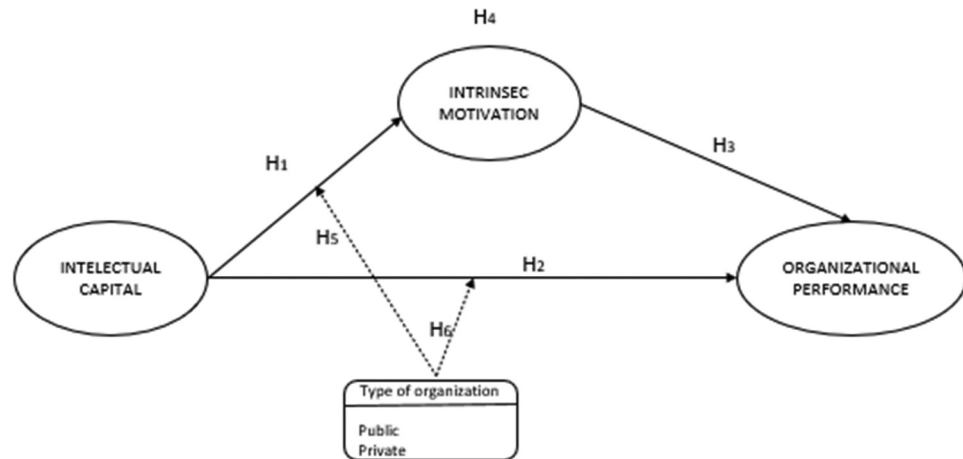 H4
INTRINSEC
MOTIVATION
H1
H3
H5
INTELECTUAL
CAPITAL
H2
ORGANIZATIONAL
PERFORMANCE
H6
Type of organization
Public
Private